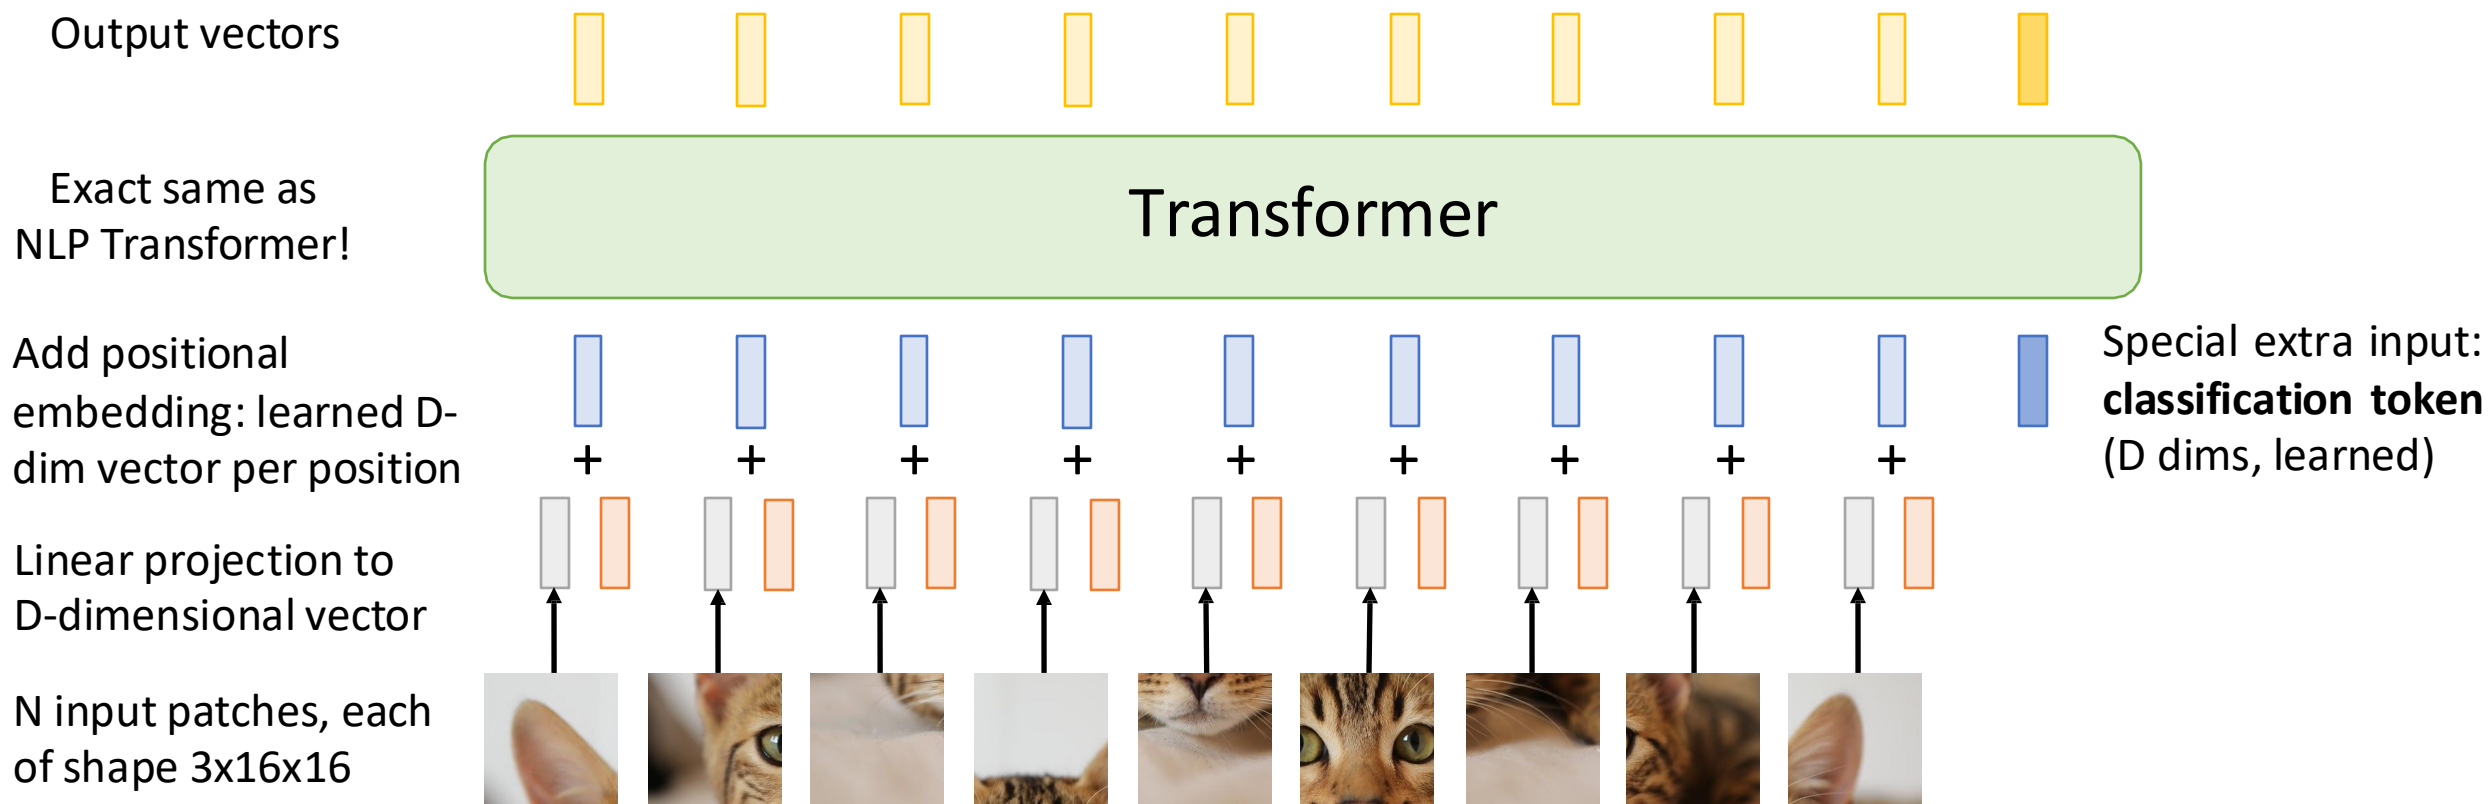 Output vectors
Exact same as
NLP Transformer!
Transformer
Add positional
embedding: learned D-
dim vector per position
Special extra input:
classification token
(D dims, learned)
+ + + + + + + + +
Linear projection to
D-dimensional vector
N input patches, each
of shape 3x16x16